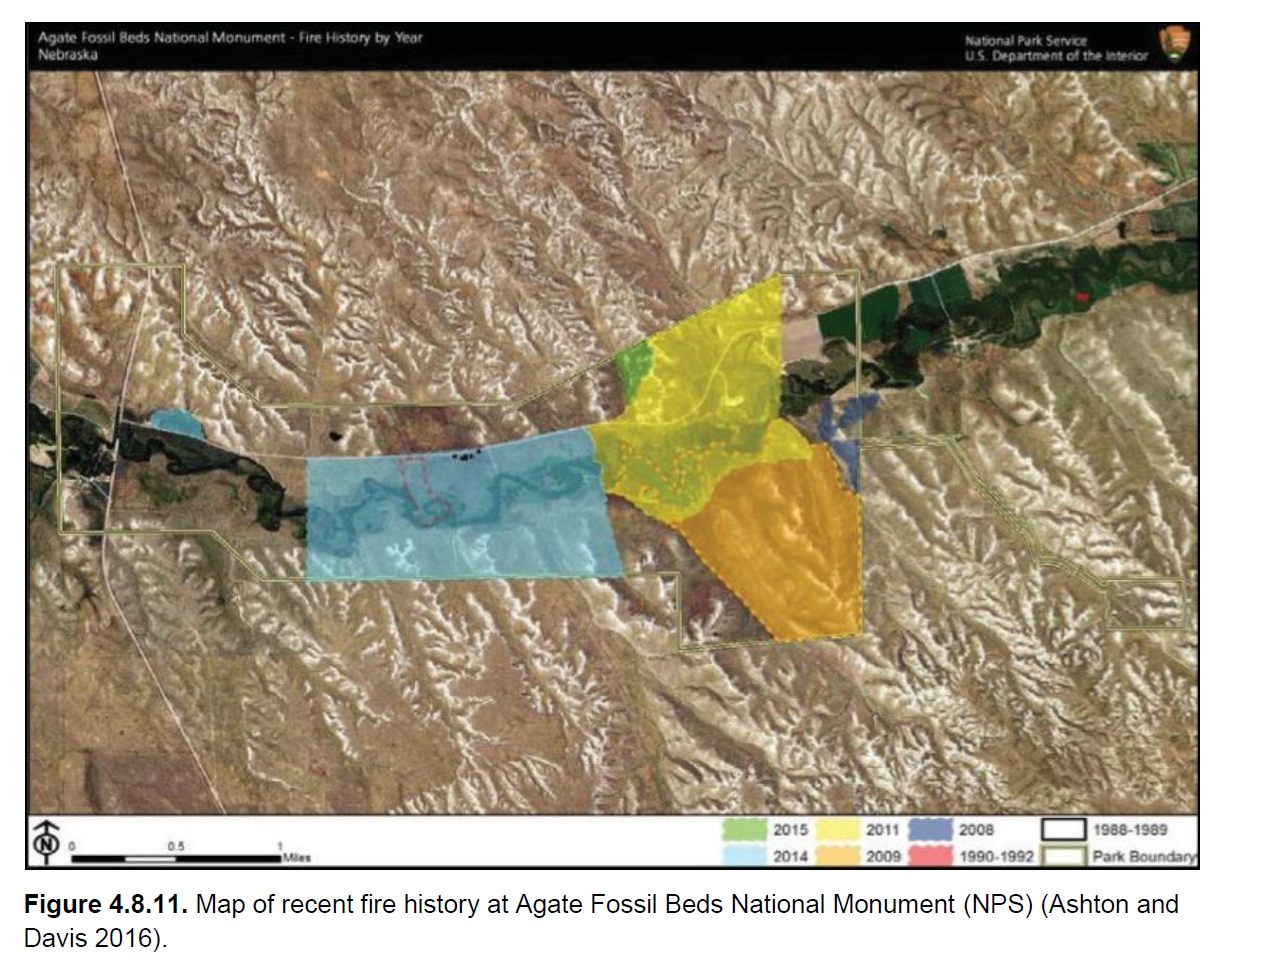 Agate Fossil Beds National Monument - Fire History by Year
Nebraska
National Park Service
U.S. Department of the Interior
N
0 0.5 1
Miles
2015 2011 2008 1988-1989
2014 2009 1990-1992 Park Boundary
Figure 4.8.11. Map of recent fire history at Agate Fossil Beds National Monument (NPS) (Ashton and
Davis 2016).